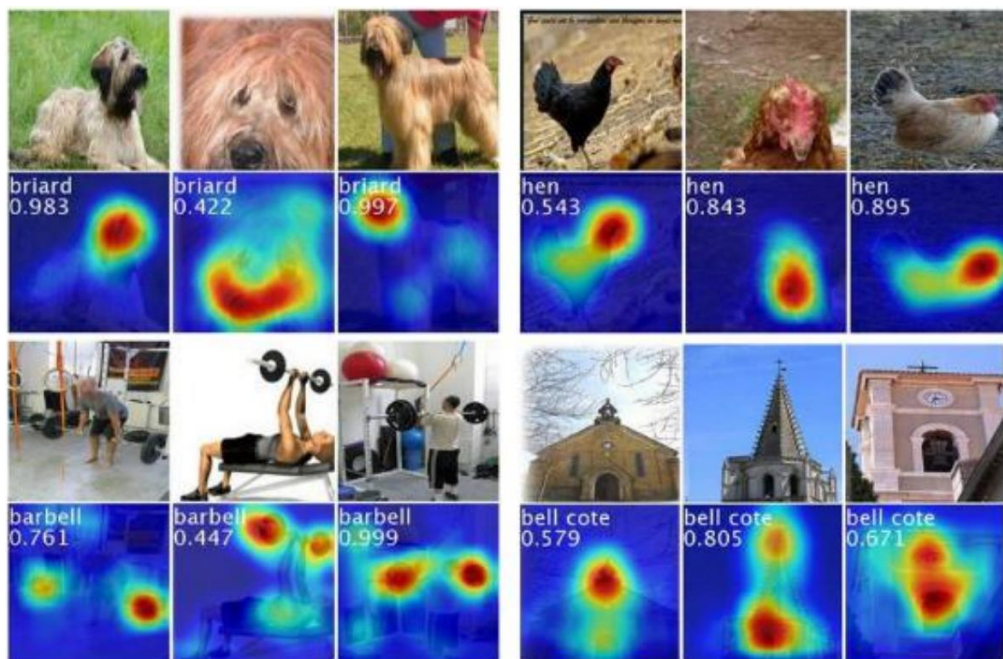 briard
0.983
briard
0.422
briard
0.997
hen
0.543
hen
0.843
hen
0.895
barbell
0.761
barbell
0.447
barbell
0.999
bell cote
0.579
bell cote
0.805
bell cote
0.671